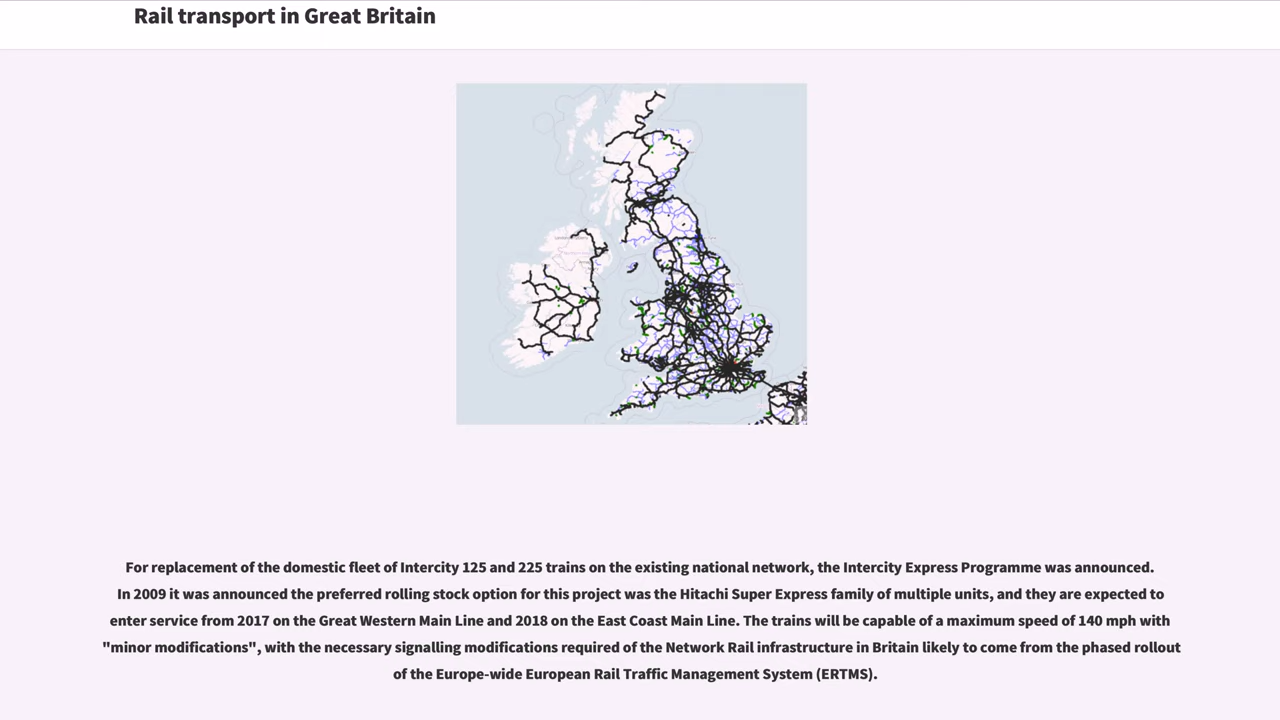 Rail transport in Great Britain
For replacement of the domestic fleet of Intercity 125 and 225 trains on the existing national network, the Intercity Express Programme was announced.
In 2009 it was announced the preferred rolling stock option for this project was the Hitachi Super Express family of multiple units, and they are expected to
enter service from 2017 on the Great Western Main Line and 2018 on the East Coast Main Line. The trains will be capable of a maximum speed of 140 mph with
"minor modifications", with the necessary signalling modifications required of the Network Rail infrastructure in Britain likely to come from the phased rollout
of the Europe-wide European Rail Traffic Management System (ERTMS).